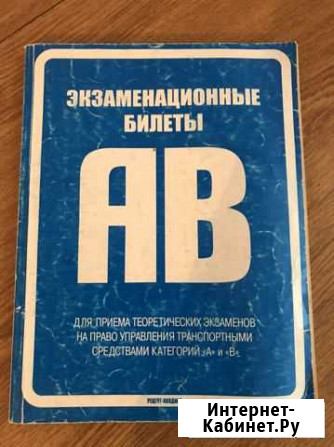 ЭКЗАМЕНАЦИОННЫЕ
БИЛЕТЫ
АВ
ДЛЯ ПРИЕМА ТЕОРЕТИЧЕСКИХ ЭКЗАМЕНОВ
НА ПРАВО УПРАВЛЕНИЯ ТРАНСПОРТНЫМИ
СРЕДСТВАМИ КАТЕГОРИЙ «А» и «В».
Интернет-
Кабинет.Ру